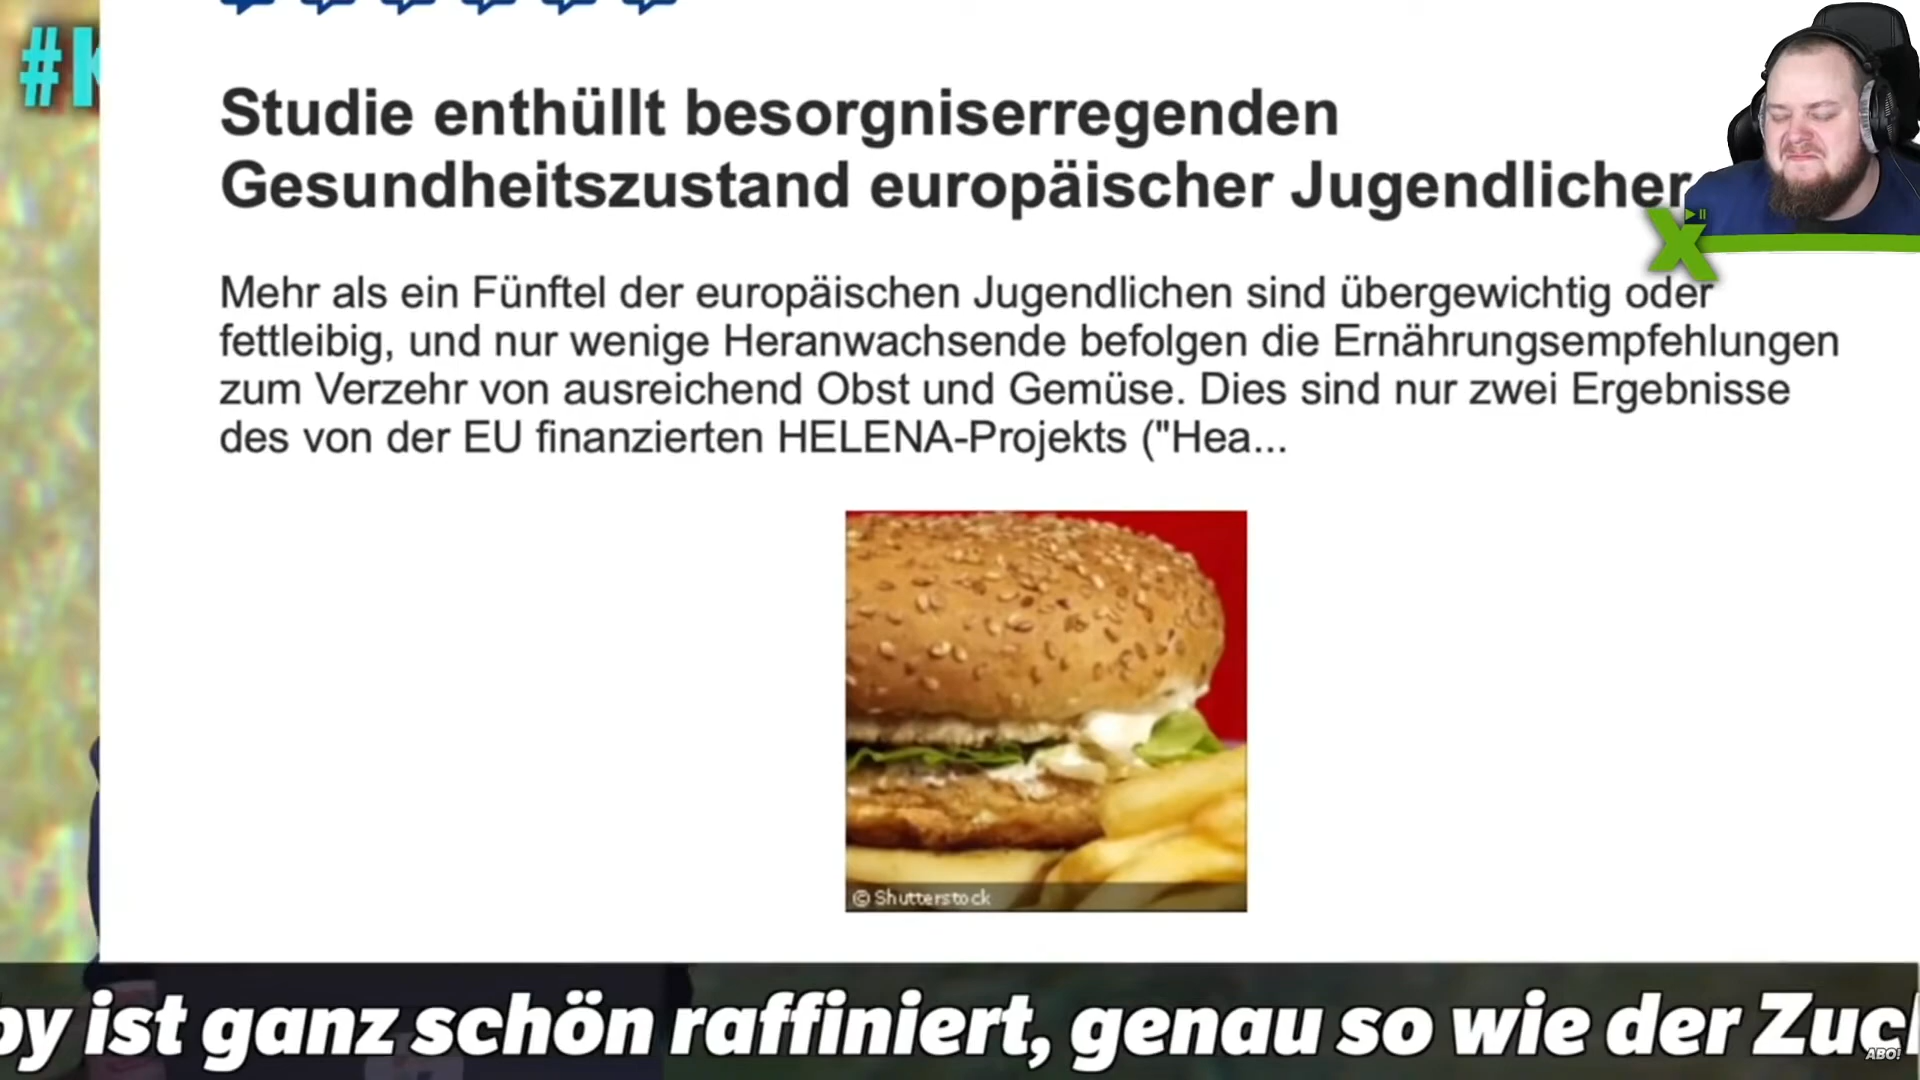 #K
Studie enthüllt besorgniserregenden
Gesundheitszustand europäischer Jugendlicher
Mehr als ein Fünftel der europäischen Jugendlichen sind übergewichtig oder
fettleibig, und nur wenige Heranwachsende befolgen die Ernährungsempfehlungen
zum Verzehr von ausreichend Obst und Gemüse. Dies sind nur zwei Ergebnisse
des von der EU finanzierten HELENA-Projekts ("Hea...
© Shutterstock
by ist ganz schön raffiniert, genau so wie der Zuc
ABO!